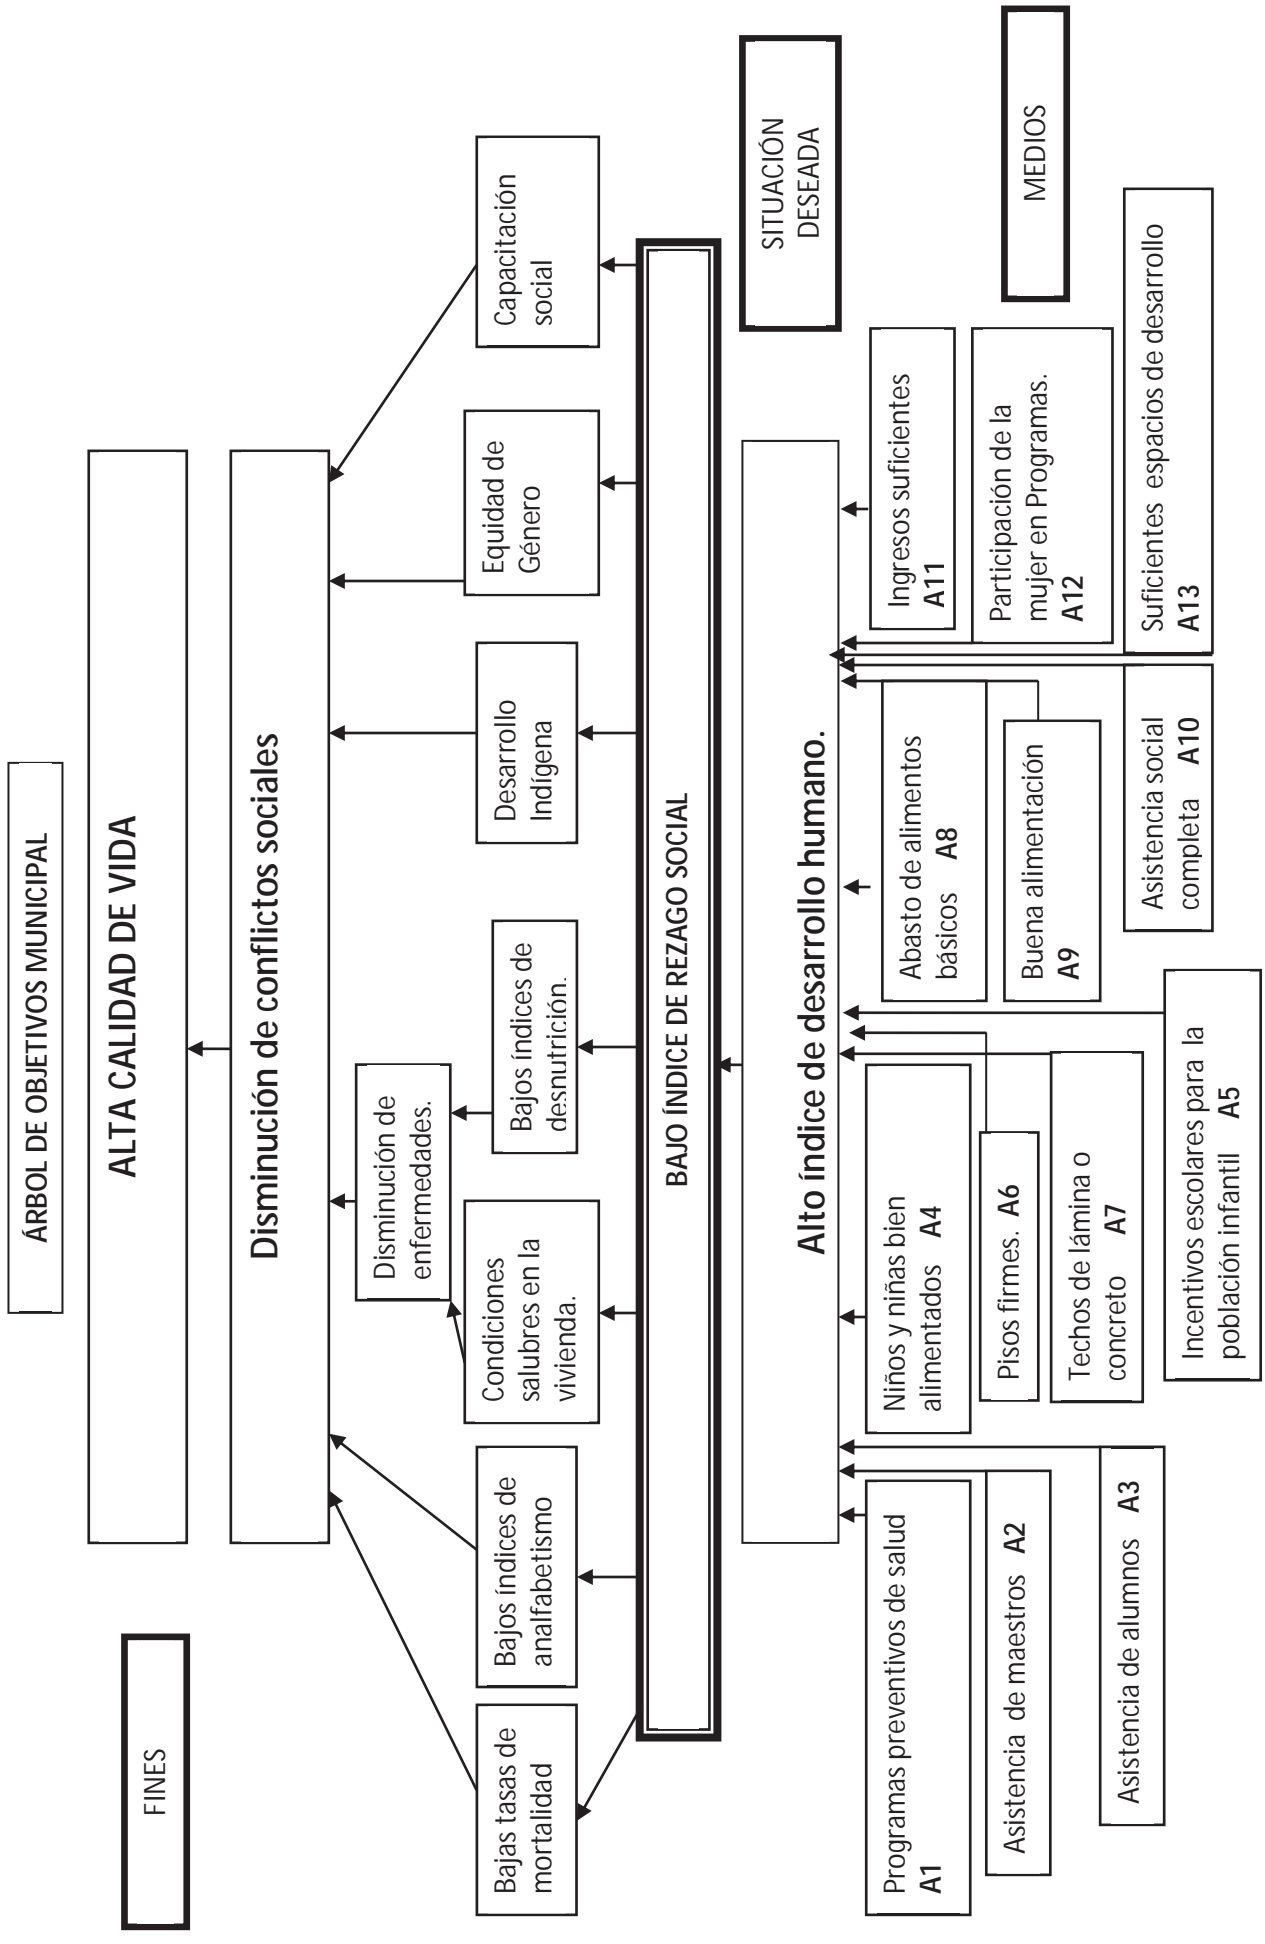 ÁRBOL DE OBJETIVOS MUNICIPAL
FINES
ALTA CALIDAD DE VIDA
Disminución de conflictos sociales
Disminución de
enfermedades.
Bajas tasas de
mortalidad
Bajos índices de
analfabetismo
Condiciones
salubres en la
vivienda.
Bajos índices de
desnutrición.
Desarrollo
Indígena
Equidad de
Género
Capacitación
social
BAJO ÍNDICE DE REZAGO SOCIAL
SITUACIÓN
DESEADA
Alto índice de desarrollo humano.
Programas preventivos de salud
A1
Asistencia de maestros A2
Asistencia de alumnos A3
Niños y niñas bien
alimentados A4
Pisos firmes. A6
Techos de lámina o
concreto A7
Incentivos escolares para la
población infantil A5
Abasto de alimentos
básicos A8
Buena alimentación
A9
Asistencia social
completa A10
Ingresos suficientes
A11
Participación de la
mujer en Programas.
A12
Suficientes espacios de desarrollo
A13
MEDIOS